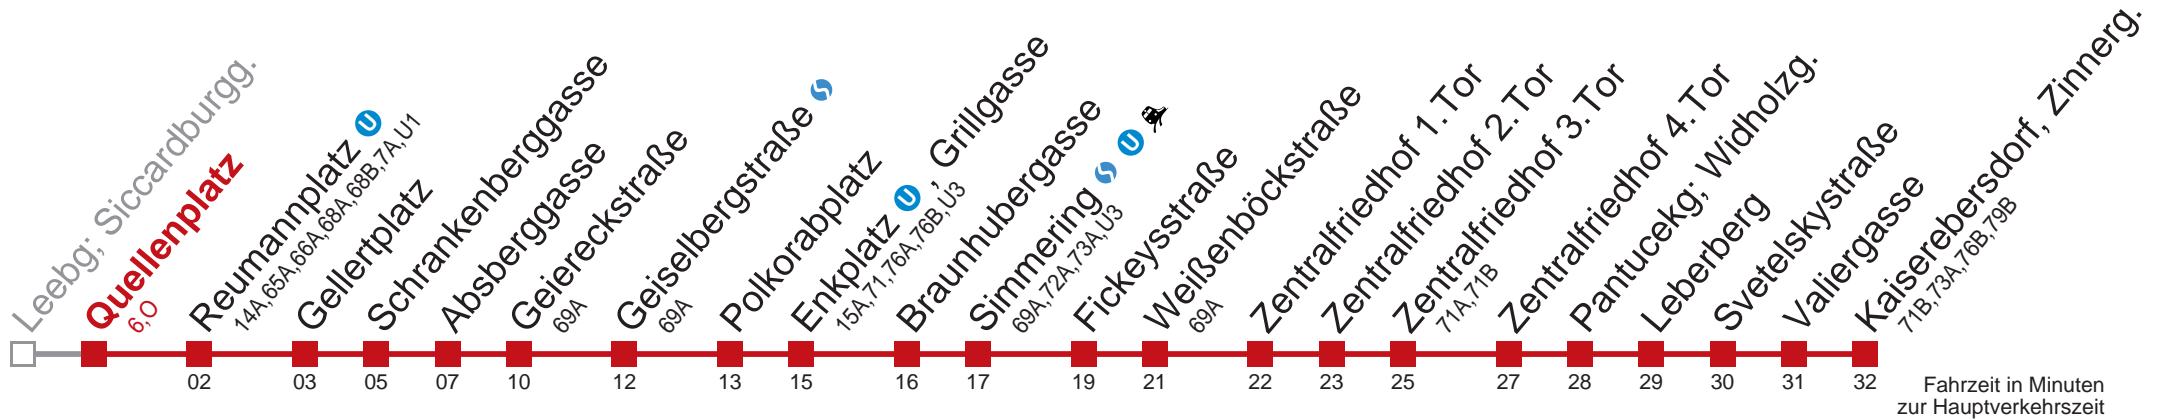 Leebg; Siccardburgg.
Quellenplatz
6,O
Reumannplatz U
14A,65A,66A,68A,68B,7A,U1
Gellertplatz
Schrankenberggasse
Absberggasse
Geiereckstraße
69A
Geiselbergstraße
69A
Polkorabplatz
Enkplatz U , Grillgasse
15A,71,76A,76B,U3
Braunhubergasse
Simmering U
69A,72A,73A,U3
Fickeysstraße
Weißenböckstraße
69A
Zentralfriedhof 1.Tor
Zentralfriedhof 2.Tor
Zentralfriedhof 3.Tor
71A,71B
Zentralfriedhof 4.Tor
Pantucekg; Widholzg.
Leberberg
Svetelskystraße
Valiergasse
Kaiserebersdorf, Zinnerg.
71B,73A,76B,79B
02 03 05 07 10 12 13 15 16 17 19 21 22 23 25 27 28 29 30 31 32
Fahrzeit in Minuten
zur Hauptverkehrszeit